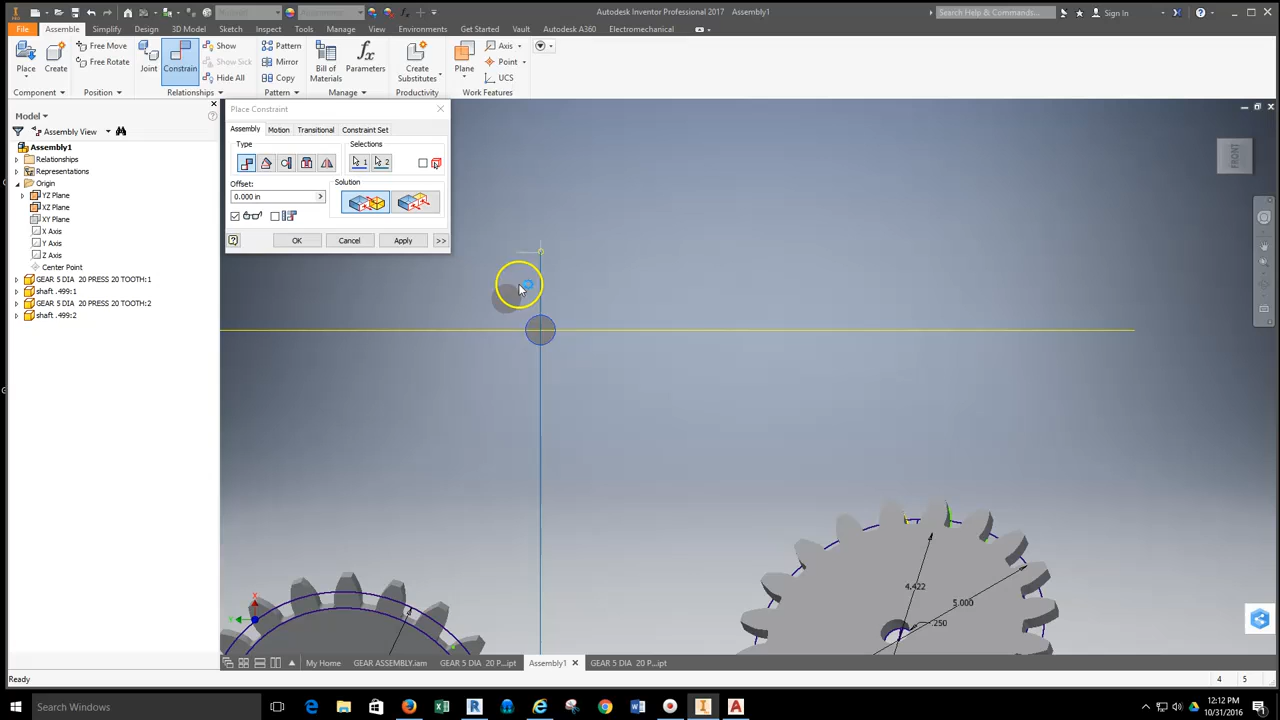 Autodesk Inventor Professional 2017   Assembly1
Search Help & Commands...
Sign In
File Assemble Simplify Design 3D Model Sketch Inspect Tools Manage View Environments Get Started Vault Autodesk A360 Electromechanical
Place
Create
Free Move
Free Rotate
Joint
Constrain
Show
Show Sick
Hide All
Pattern
Mirror
Copy
Bill of Materials
Parameters
Create Substitutes
Plane
Axis
Point
UCS
Component Position Relationships Pattern Manage Productivity Work Features
Model
Assembly View
Assembly1
Relationships
Representations
Origin
YZ Plane
XZ Plane
XY Plane
X Axis
Y Axis
Z Axis
Center Point
GEAR 5 DIA 20 PRESS 20 TOOTH:1
shaft .499:1
GEAR 5 DIA 20 PRESS 20 TOOTH:2
shaft .499:2
Place Constraint
Assembly Motion Transitional Constraint Set
Type
Selections
1
2
Offset:
0.000 in
Solution
OK Cancel Apply >>
FRONT
4.422
5.000
.250
X
Y
My Home GEAR ASSEMBLY.iam GEAR 5 DIA 20 P...ipt Assembly1 GEAR 5 DIA 20 P...ipt
Ready
4 5
Search Windows
12:12 PM
10/31/2016